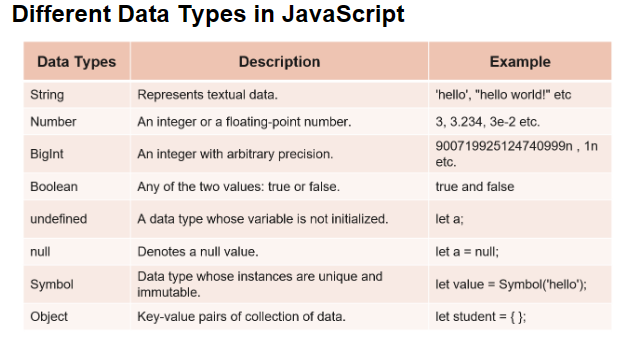 Different Data Types in JavaScript
Data Types Description Example
String Represents textual data. 'hello', "hello world!" etc
Number An integer or a floating-point number. 3, 3.234, 3e-2 etc.
BigInt An integer with arbitrary precision. 900719925124740999n , 1n
etc.
Boolean Any of the two values: true or false. true and false
undefined A data type whose variable is not initialized. let a;
null Denotes a null value. let a = null;
Symbol Data type whose instances are unique and
immutable. let value = Symbol('hello');
Object Key-value pairs of collection of data. let student = { };